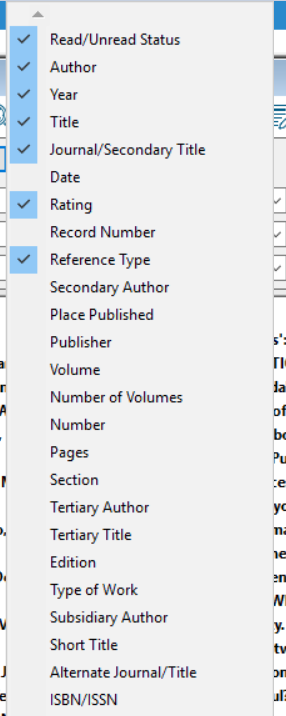 Read/Unread Status
Author
Year
Title
Journal/Secondary Title
Date
Rating
Record Number
Reference Type
Secondary Author
Place Published
Publisher
Volume
Number of Volumes
Number
Pages
Section
Tertiary Author
Tertiary Title
Edition
Type of Work
Subsidiary Author
Short Title
Alternate Journal/Title
ISBN/ISSN